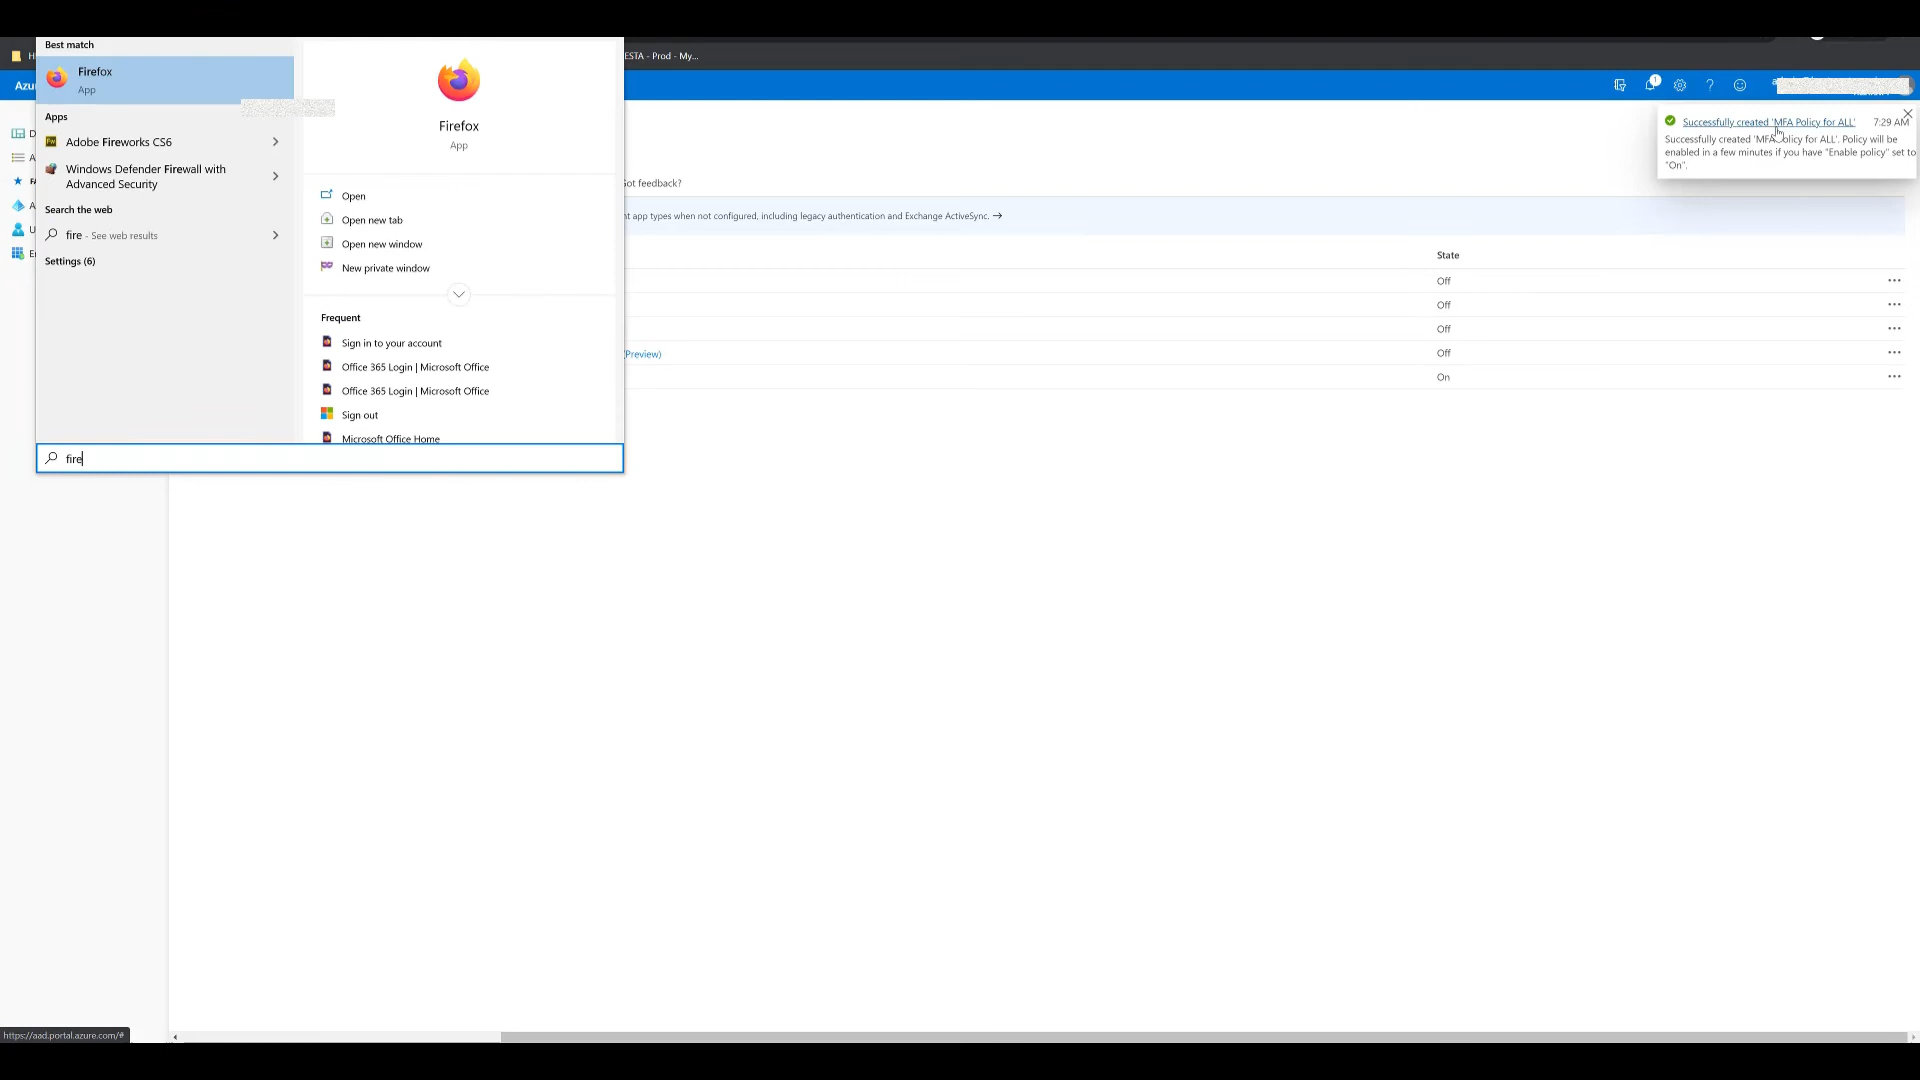 Best match
H
ESTA - Prod - My...
Firefox
App
Azu
1
Firefox
App
Successfully created 'MFA Policy for ALL'
7:29 AM
Successfully created 'MFA Policy for ALL'. Policy will be
enabled in a few minutes if you have "Enable policy" set to
"On".
Apps
Adobe Fireworks CS6
Windows Defender Firewall with
Advanced Security
Search the web
fire - See web results
Settings (6)
D
A
FA
A
U
En
Open
Open new tab
Open new window
New private window
Frequent
Sign in to your account
Office 365 Login | Microsoft Office
Office 365 Login | Microsoft Office
Sign out
Microsoft Office Home
fire
Got feedback?
nt app types when not configured, including legacy authentication and Exchange ActiveSync.
State
Off
Off
Off
(Preview)
Off
On
https://aad.portal.azure.com/#